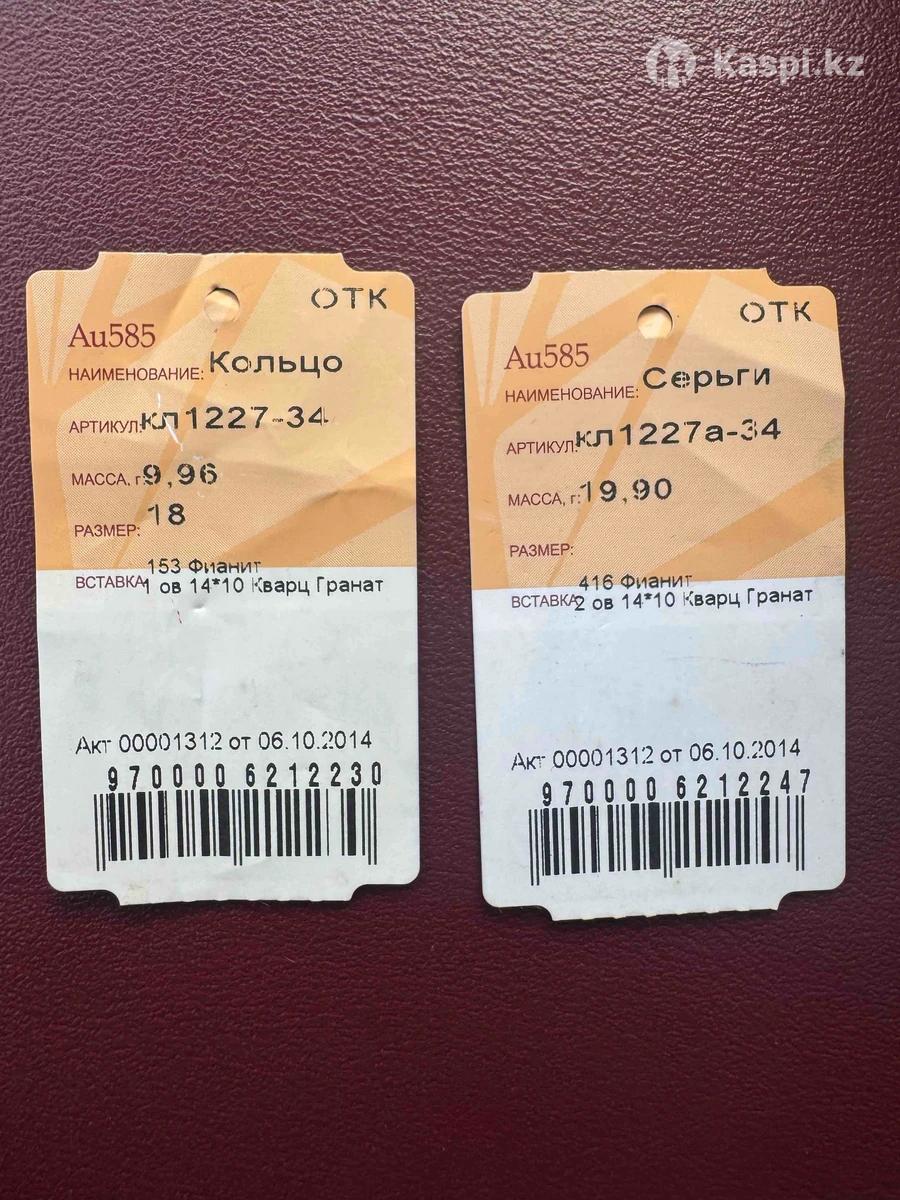 Kaspi.kz
ОТК
Au585
НАИМЕНОВАНИЕ: Кольцо
АРТИКУЛ: кл1227-34
МАССА, г: 9,96
РАЗМЕР: 18
153 Фианит
ВСТАВКА: 1 ов 14*10 Кварц Гранат
Акт 00001312 от 06.10.2014
970000 6212230
ОТК
Au585
НАИМЕНОВАНИЕ: Серьги
АРТИКУЛ: кл1227а-34
МАССА, г: 19,90
РАЗМЕР:
416 Фианит
ВСТАВКА: 2 ов 14*10 Кварц Гранат
Акт 00001312 от 06.10.2014
970000 6212247